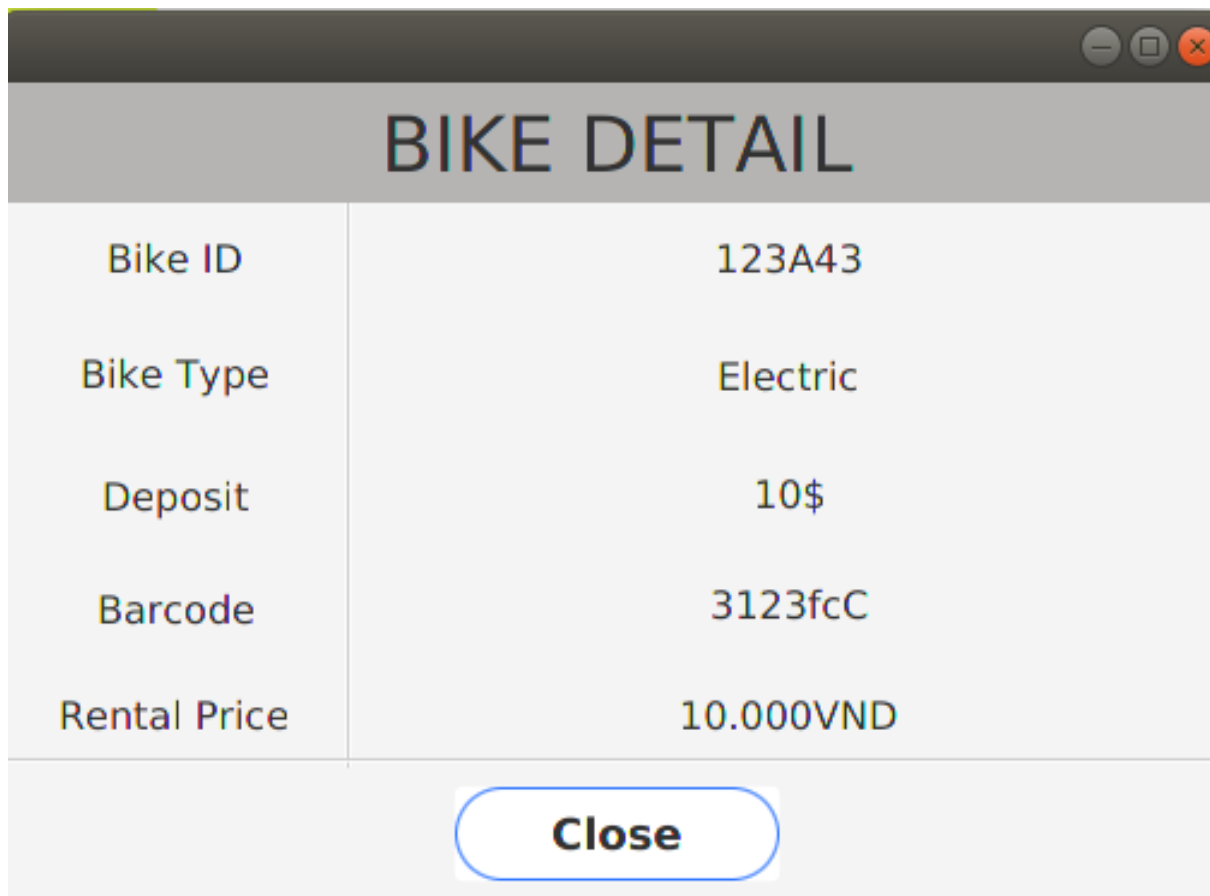 BIKE DETAIL
Bike ID 123A43
Bike Type Electric
Deposit 10$
Barcode 3123fcC
Rental Price 10.000VND
Close